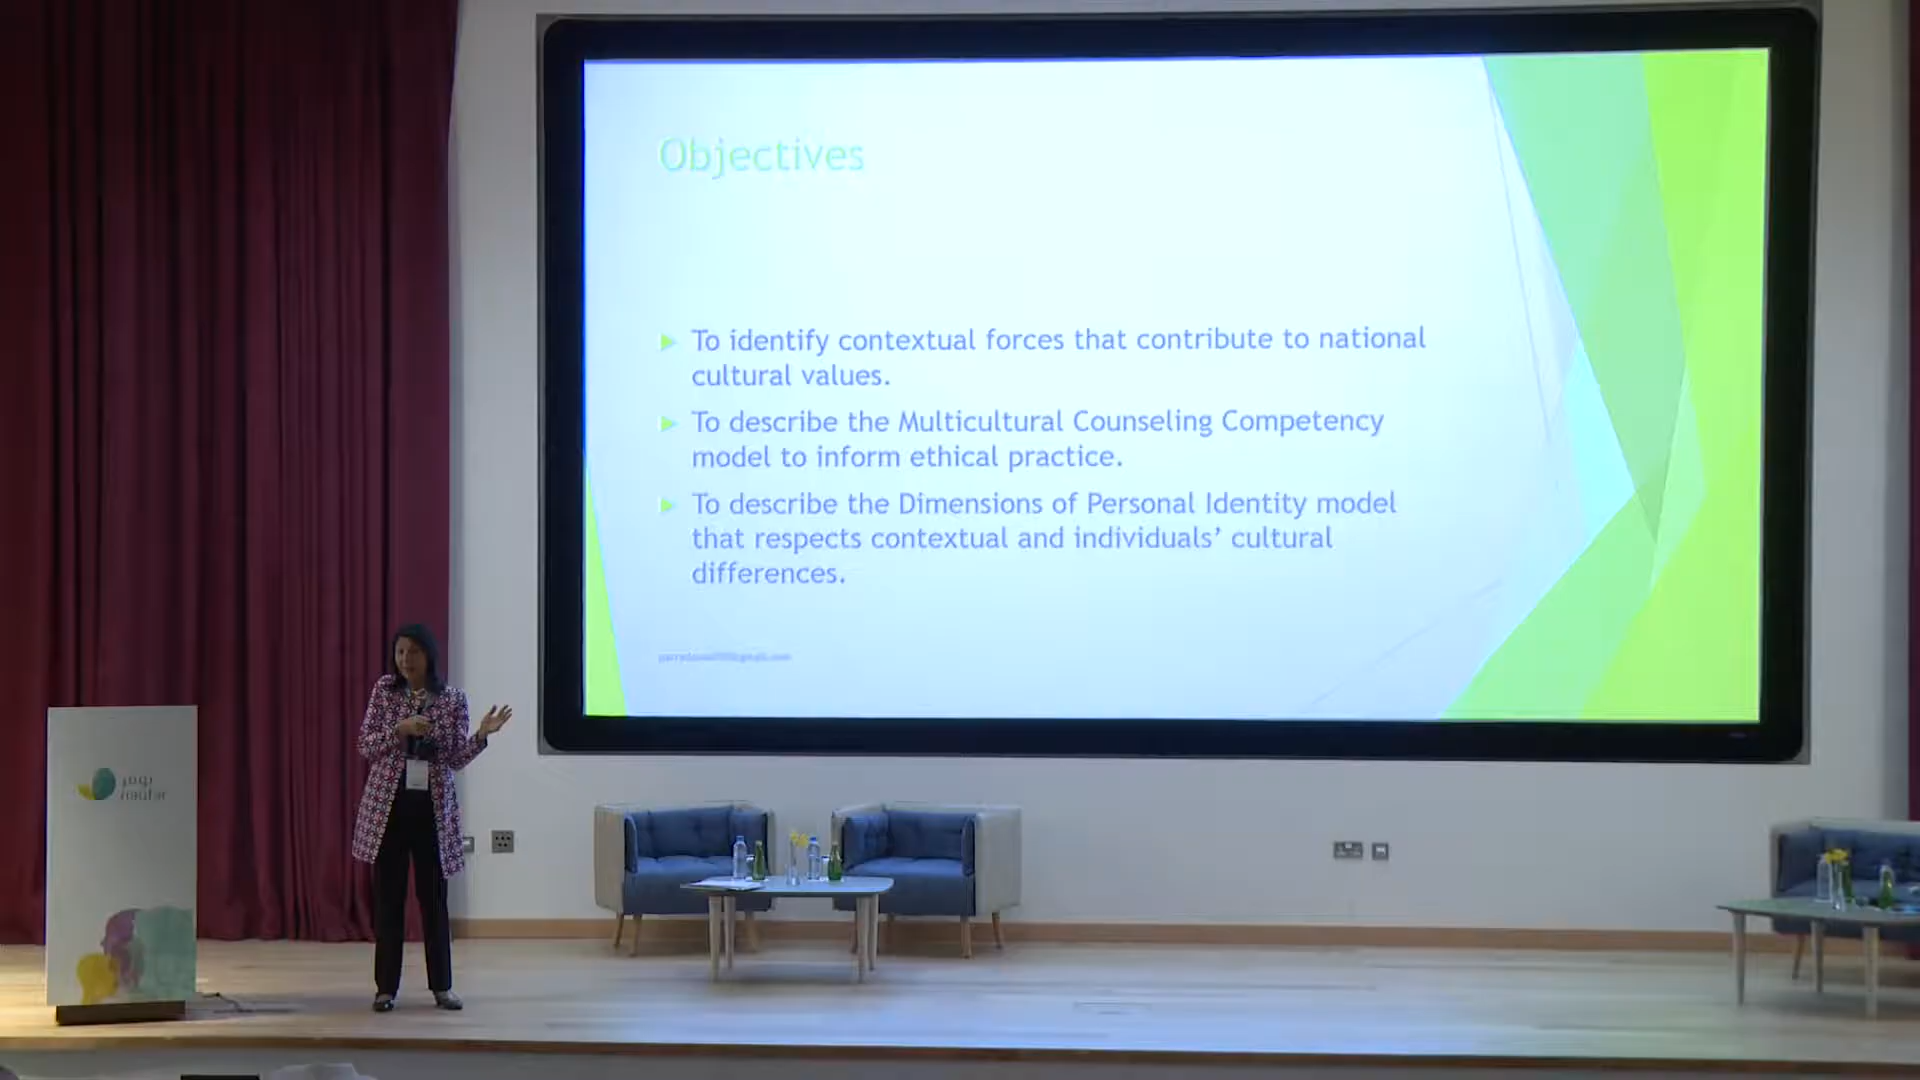 Objectives
To identify contextual forces that contribute to national
cultural values.
To describe the Multicultural Counseling Competency
model to inform ethical practice.
To describe the Dimensions of Personal Identity model
that respects contextual and individuals’ cultural
differences.